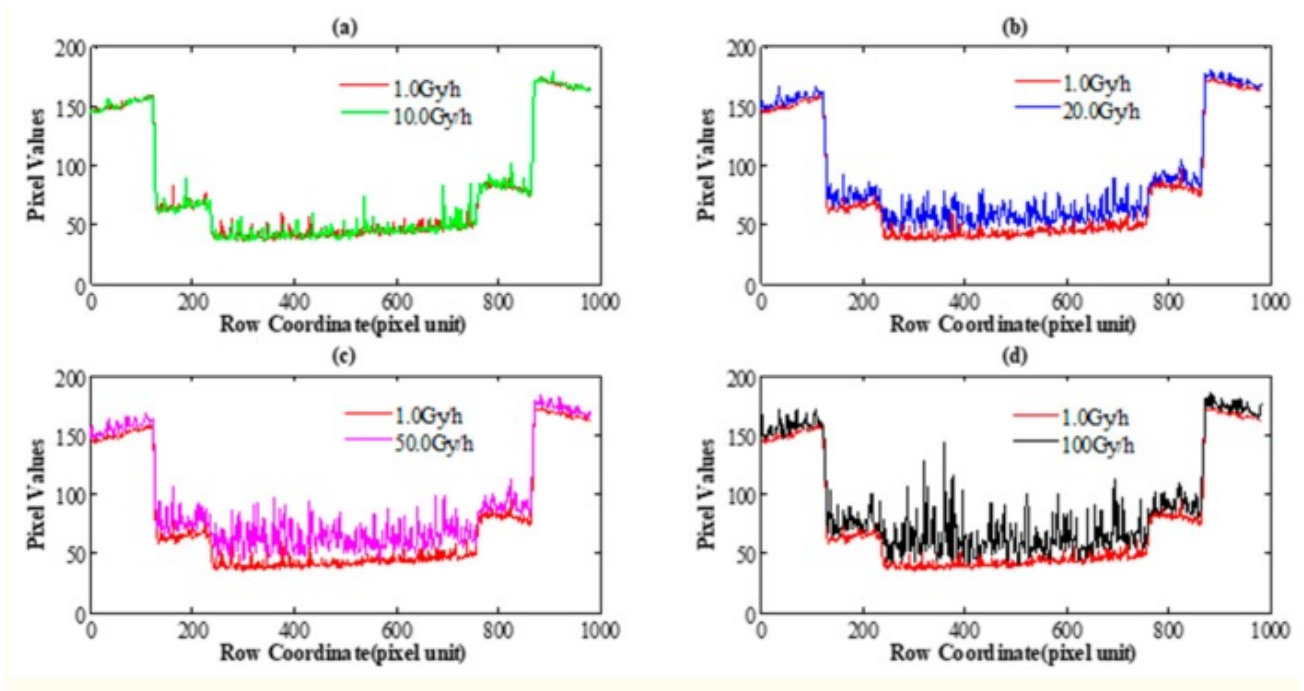 (a)
200
150
100
50
0
Pixel Values
1.0Gy/h
10.0Gy/h
0 200 400 600 800 1000
Row Coordinate(pixel unit)
(b)
200
150
100
50
0
Pixel Values
1.0Gy/h
20.0Gy/h
0 200 400 600 800 1000
Row Coordinate(pixel unit)
(c)
200
150
100
50
0
Pixel Values
1.0Gy/h
50.0Gy/h
0 200 400 600 800 1000
Row Coordinate(pixel unit)
(d)
200
150
100
50
0
Pixel Values
1.0Gy/h
100Gy/h
0 200 400 600 800 1000
Row Coordinate(pixel unit)